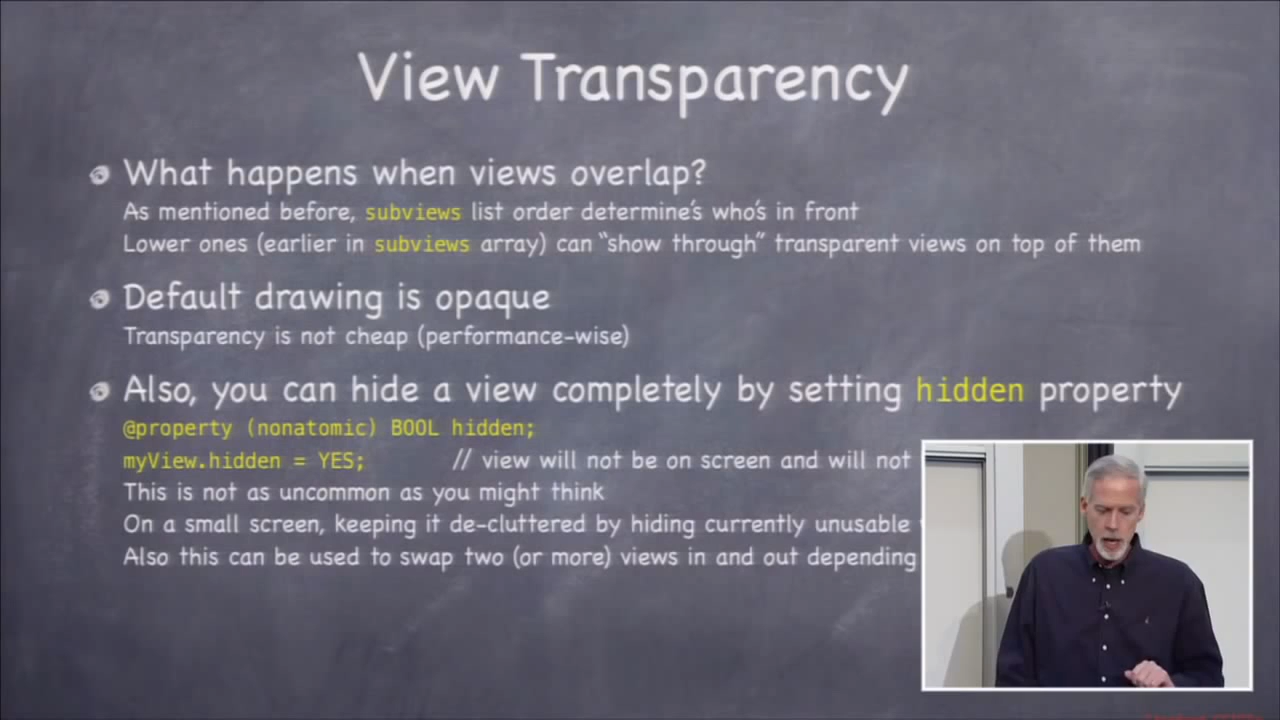 View Transparency
What happens when views overlap?
As mentioned before, subviews list order determine's who's in front
Lower ones (earlier in subviews array) can “show through” transparent views on top of them
Default drawing is opaque
Transparency is not cheap (performance-wise)
Also, you can hide a view completely by setting hidden property
@property (nonatomic) BOOL hidden;
myView.hidden = YES; // view will not be on screen and will not
This is not as uncommon as you might think
On a small screen, keeping it de-cluttered by hiding currently unusable
Also this can be used to swap two (or more) views in and out depending